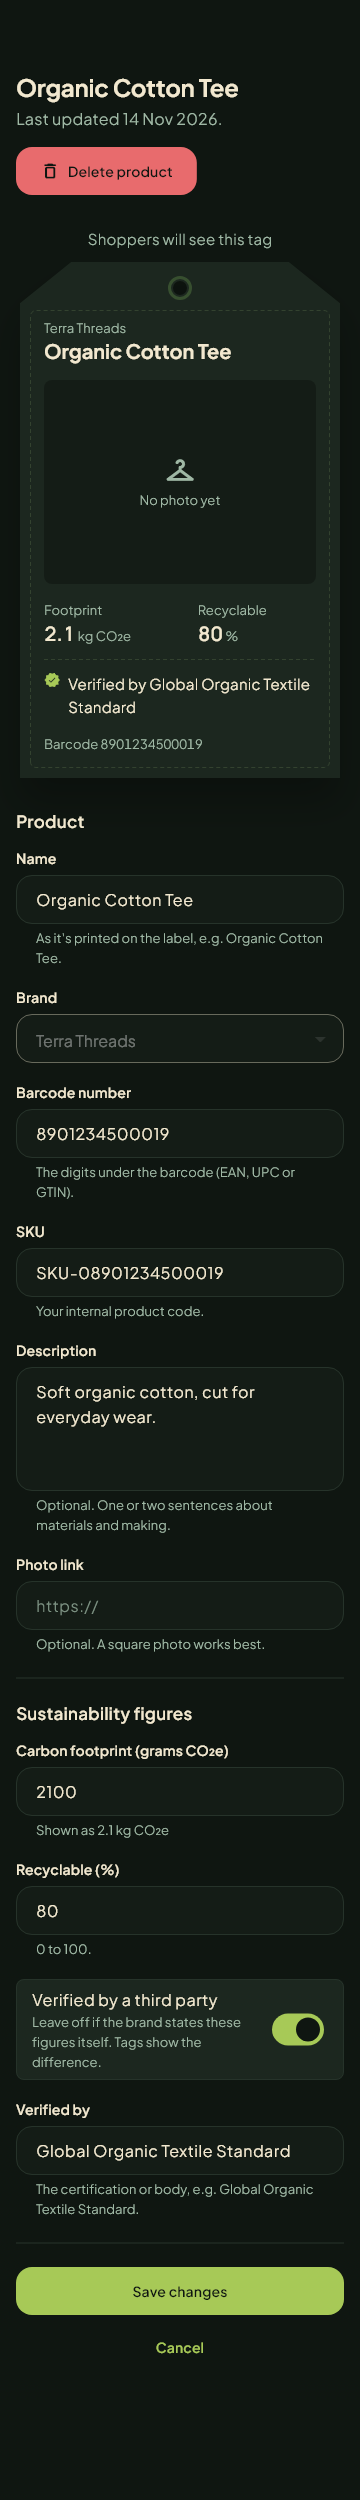 Organic Cotton Tee
Last updated 14 Nov 2026.
Delete product
Shoppers will see this tag
Terra Threads
Organic Cotton Tee
No photo yet
Footprint
Recyclable
2.1 kg CO₂e
80 %
Verified by Global Organic Textile
Standard
Barcode 8901234500019
Product
Name
Organic Cotton Tee
As it's printed on the label, e.g. Organic Cotton
Tee.
Brand
Terra Threads
Barcode number
8901234500019
The digits under the barcode (EAN, UPC or
GTIN).
SKU
SKU-08901234500019
Your internal product code.
Description
Soft organic cotton, cut for
everyday wear.
Optional. One or two sentences about
materials and making.
Photo link
https://
Optional. A square photo works best.
Sustainability figures
Carbon footprint (grams CO₂e)
2100
Shown as 2.1 kg CO₂e
Recyclable (%)
80
0 to 100.
Verified by a third party
Leave off if the brand states these
figures itself. Tags show the
difference.
Verified by
Global Organic Textile Standard
The certification or body, e.g. Global Organic
Textile Standard.
Save changes
Cancel